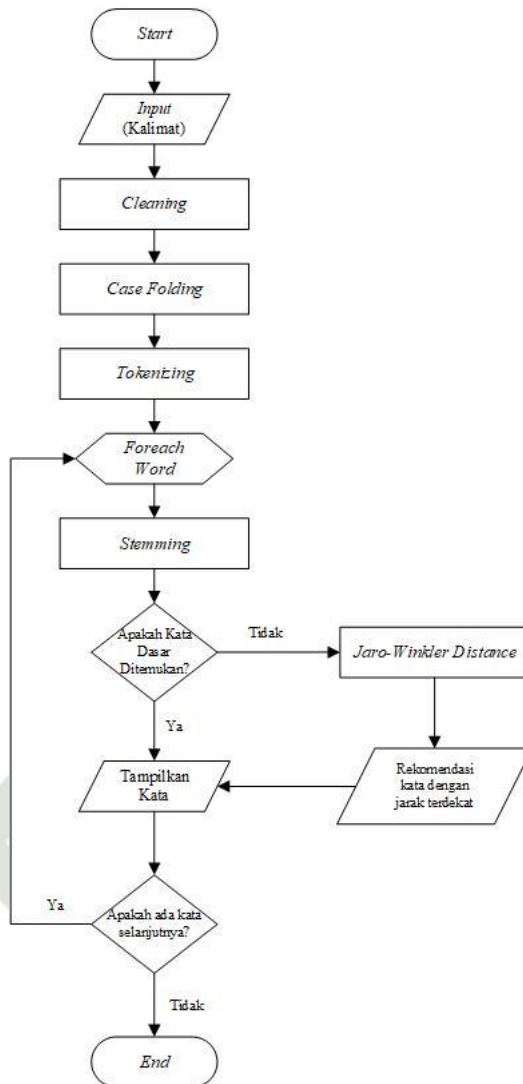 Start
Input
(Kalimat)
Cleaning
Case Folding
Tokenizing
Foreach
Word
Stemming
Apakah Kata
Dasar
Ditemukan?
Tidak
Jaro-Winkler Distance
Ya
Rekomendasi
kata dengan
jarak terdekat
Tampilkan
Kata
Ya
Apakah ada kata
selanjutnya?
Tidak
End